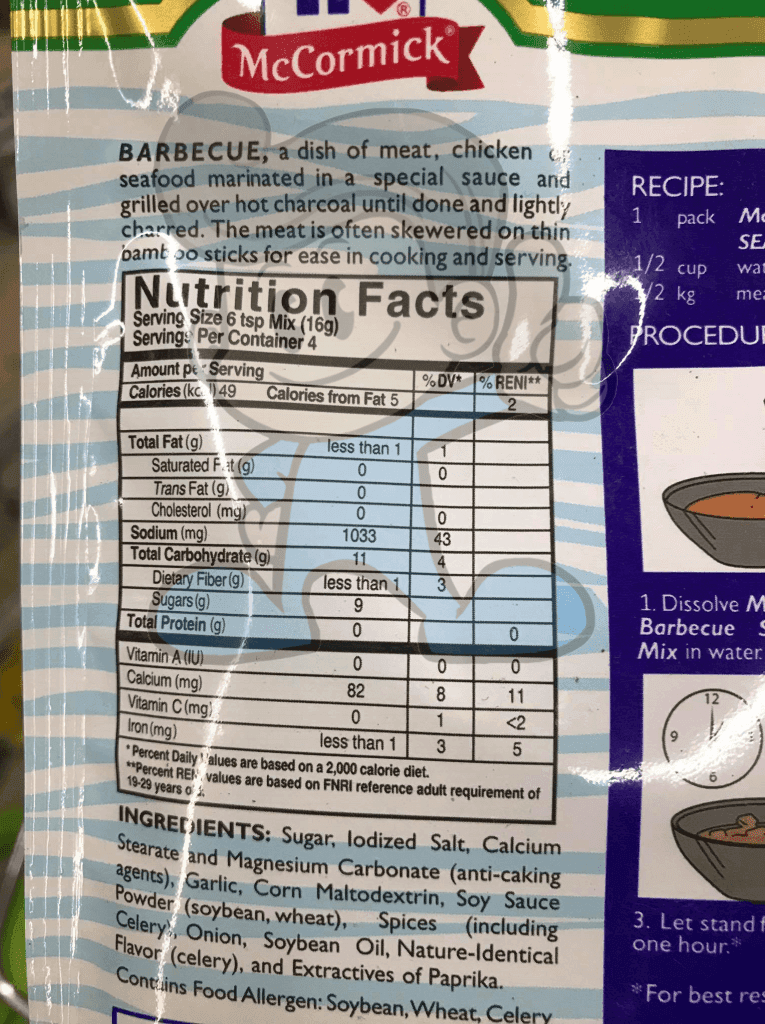 McCormick®
BARBECUE, a dish of meat, chicken or
seafood marinated in a special sauce and
grilled over hot charcoal until done and lightly
charred. The meat is often skewered on thin
bamboo sticks for ease in cooking and serving.
Nutrition Facts
Serving Size 6 tsp Mix (16g)
Servings Per Container 4
Amount per Serving %DV* %RENI**
Calories (kcal) 49 Calories from Fat 5 2
Total Fat (g) less than 1 1
Saturated Fat (g) 0 0
Trans Fat (g) 0
Cholesterol (mg) 0 0
Sodium (mg) 1033 43
Total Carbohydrate (g) 11 4
Dietary Fiber (g) less than 1 3
Sugars (g) 9
Total Protein (g) 0 0
Vitamin A (IU) 0 0 0
Calcium (mg) 82 8 11
Vitamin C (mg) 0 1 <2
Iron (mg) less than 1 3 5
*Percent Daily Values are based on a 2,000 calorie diet.
**Percent RENI values are based on FNRI reference adult requirement of
19-29 years old.
INGREDIENTS: Sugar, Iodized Salt, Calcium
Stearate and Magnesium Carbonate (anti-caking
agents), Garlic, Corn Maltodextrin, Soy Sauce
Powder (soybean, wheat), Spices (including
Celery), Onion, Soybean Oil, Nature-Identical
Flavor (celery), and Extractives of Paprika.
Contains Food Allergen: Soybean, Wheat, Celery
RECIPE:
1 pack
1/2 cup
1/2 kg
1. Dissolve
Barbecue
Mix in water
12
9
6
3. Let stand
one hour.*
*For best